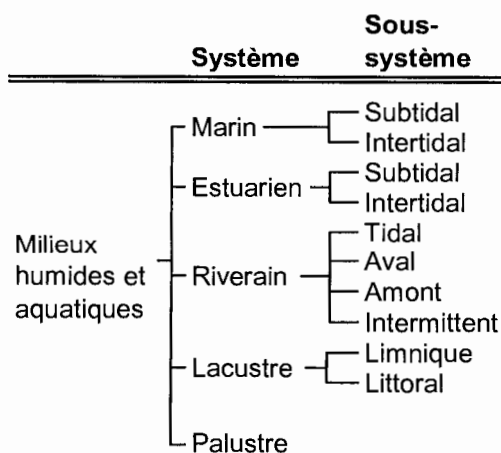 Système
Sous-
système
Marin
Subtidal
Intertidal
Estuarien
Subtidal
Intertidal
Milieux
humides et
aquatiques
Riverain
Tidal
Aval
Amont
Intermittent
Lacustre
Limnique
Littoral
Palustre